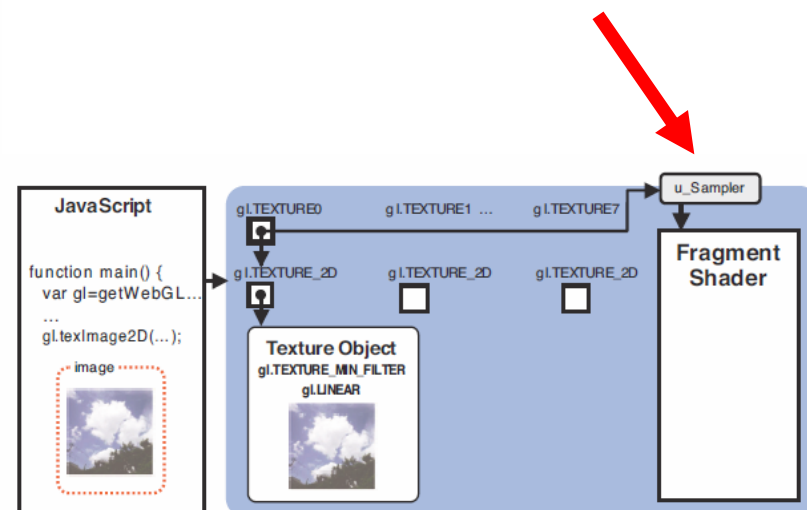 JavaScript
function main() {
var gl=getWebGL...
...
gl.texImage2D(...);
image
gl.TEXTURE0
gl.TEXTURE1 ...
gl.TEXTURE7
gl.TEXTURE_2D
gl.TEXTURE_2D
gl.TEXTURE_2D
Texture Object
gl.TEXTURE_MIN_FILTER
gl.LINEAR
u_Sampler
Fragment
Shader